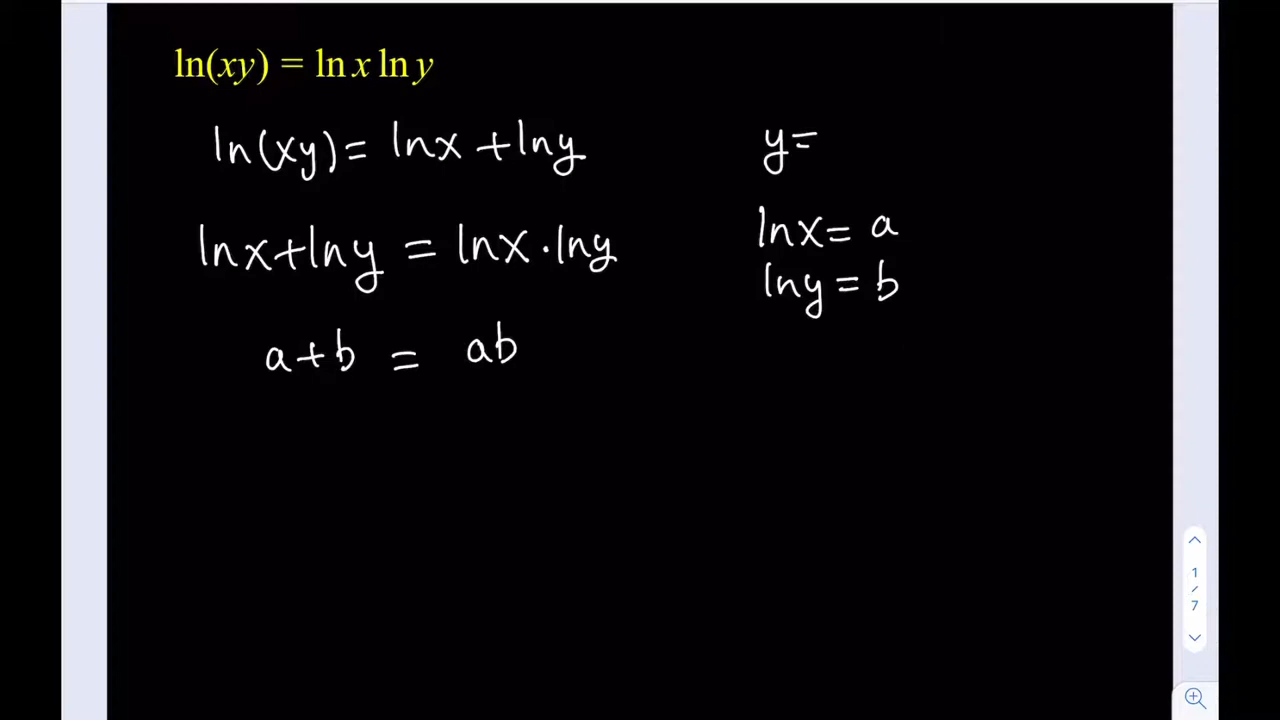 ln(xy) = ln x ln y
ln(xy) = lnx + lny
y=
lnx + lny = lnx · lny
lnx = a
lny = b
a + b = ab
1
/
7